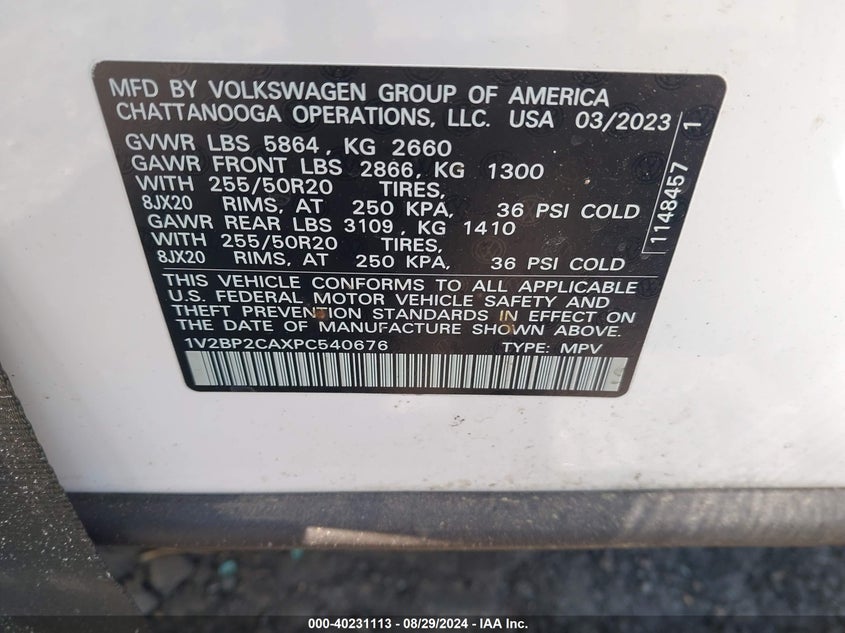 MFD BY VOLKSWAGEN GROUP OF AMERICA
CHATTANOOGA OPERATIONS, LLC. USA 03/2023
GVWR LBS 5864, KG 2660
GAWR FRONT LBS 2866, KG 1300
WITH 255/50R20 TIRES,
8JX20 RIMS, AT 250 KPA, 36 PSI COLD
GAWR REAR LBS 3109, KG 1410
WITH 255/50R20 TIRES,
8JX20 RIMS, AT 250 KPA, 36 PSI COLD
THIS VEHICLE CONFORMS TO ALL APPLICABLE
U.S. FEDERAL MOTOR VEHICLE SAFETY AND
THEFT PREVENTION STANDARDS IN EFFECT ON
THE DATE OF MANUFACTURE SHOWN ABOVE.
1V2BP2CAXPC540676 TYPE: MPV
1148457 1
000-40231113 - 08/29/2024 - IAA Inc.